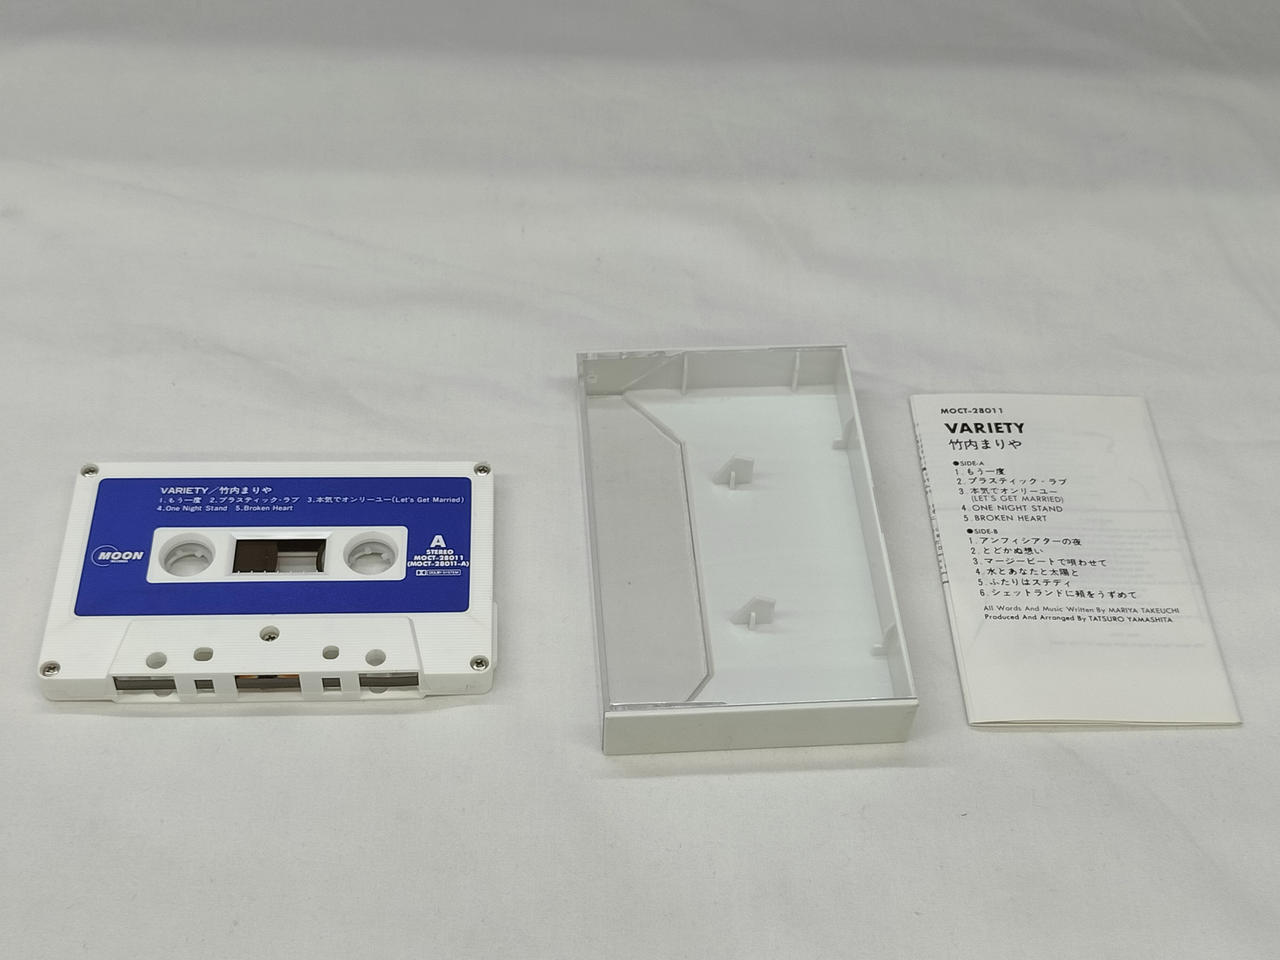 VARIETY／竹内まりや
1.もう一度 2.プラスティック・ラブ 3.本気でオンリーユー(Let's Get Married)
4.One Night Stand 5.Broken Heart
MOON
RECORDS
A
STEREO
MOCT-28011
(MOCT-28011-A)
DOLBY SYSTEM
MOCT-28011
VARIETY
竹内まりや
●SIDE-A
1.もう一度
2.プラスティック・ラブ
3.本気でオンリーユー
(LET'S GET MARRIED)
4.ONE NIGHT STAND
5.BROKEN HEART
●SIDE-B
1.アンフィシアターの夜
2.とどかぬ想い
3.マージービートで唄わせて
4.水とあなたと太陽と
5.ふたりはステディ
6.シェットランドに頬をうずめて
All Words And Music Written By MARIYA TAKEUCHI
Produced And Arranged By TATSURO YAMASHITA